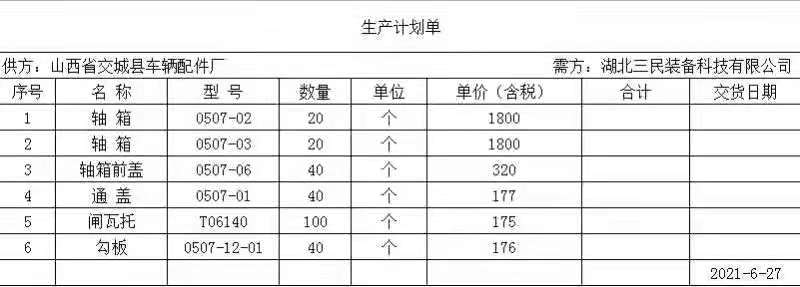 生产计划单
供方：山西省交城县车辆配件厂 需方：湖北三民装备科技有限公司
序号 名 称 型 号 数量 单位 单价（含税） 合计 交货日期
1 轴 箱 0507-02 20 个 1800
2 轴 箱 0507-03 20 个 1800
3 轴箱前盖 0507-06 40 个 320
4 通 盖 0507-01 40 个 177
5 闸瓦托 T06140 100 个 175
6 勾板 0507-12-01 40 个 176
2021-6-27